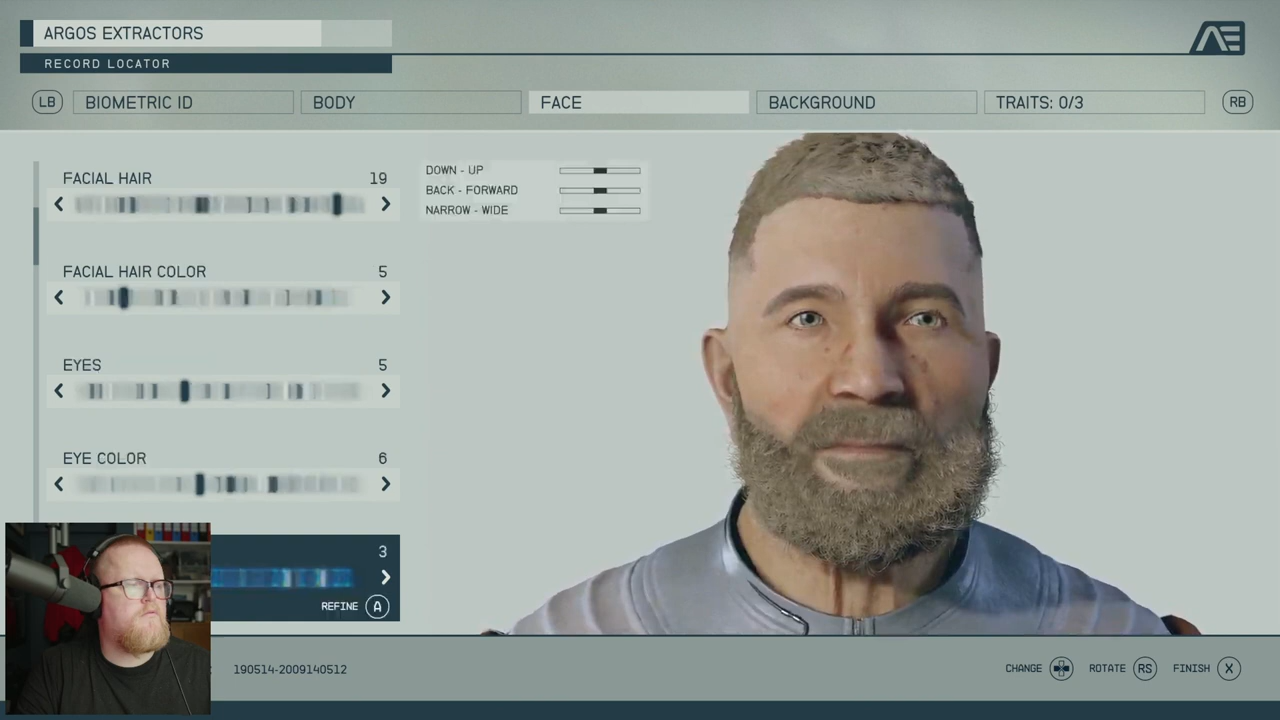 ARGOS EXTRACTORS
RECORD LOCATOR
AE
LB BIOMETRIC ID BODY FACE BACKGROUND TRAITS: 0/3 RB
FACIAL HAIR 19
DOWN - UP
BACK - FORWARD
NARROW - WIDE
FACIAL HAIR COLOR 5
EYES 5
EYE COLOR 6
3
REFINE A
190514-2009140512
CHANGE ROTATE RS FINISH X